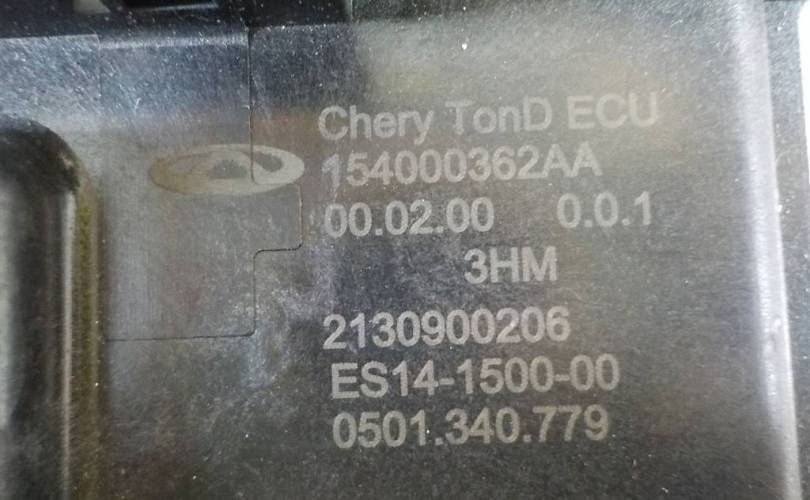 Chery TonD ECU
154000362AA
00.02.00 0.0.1
3HM
2130900206
ES14-1500-00
0501.340.779